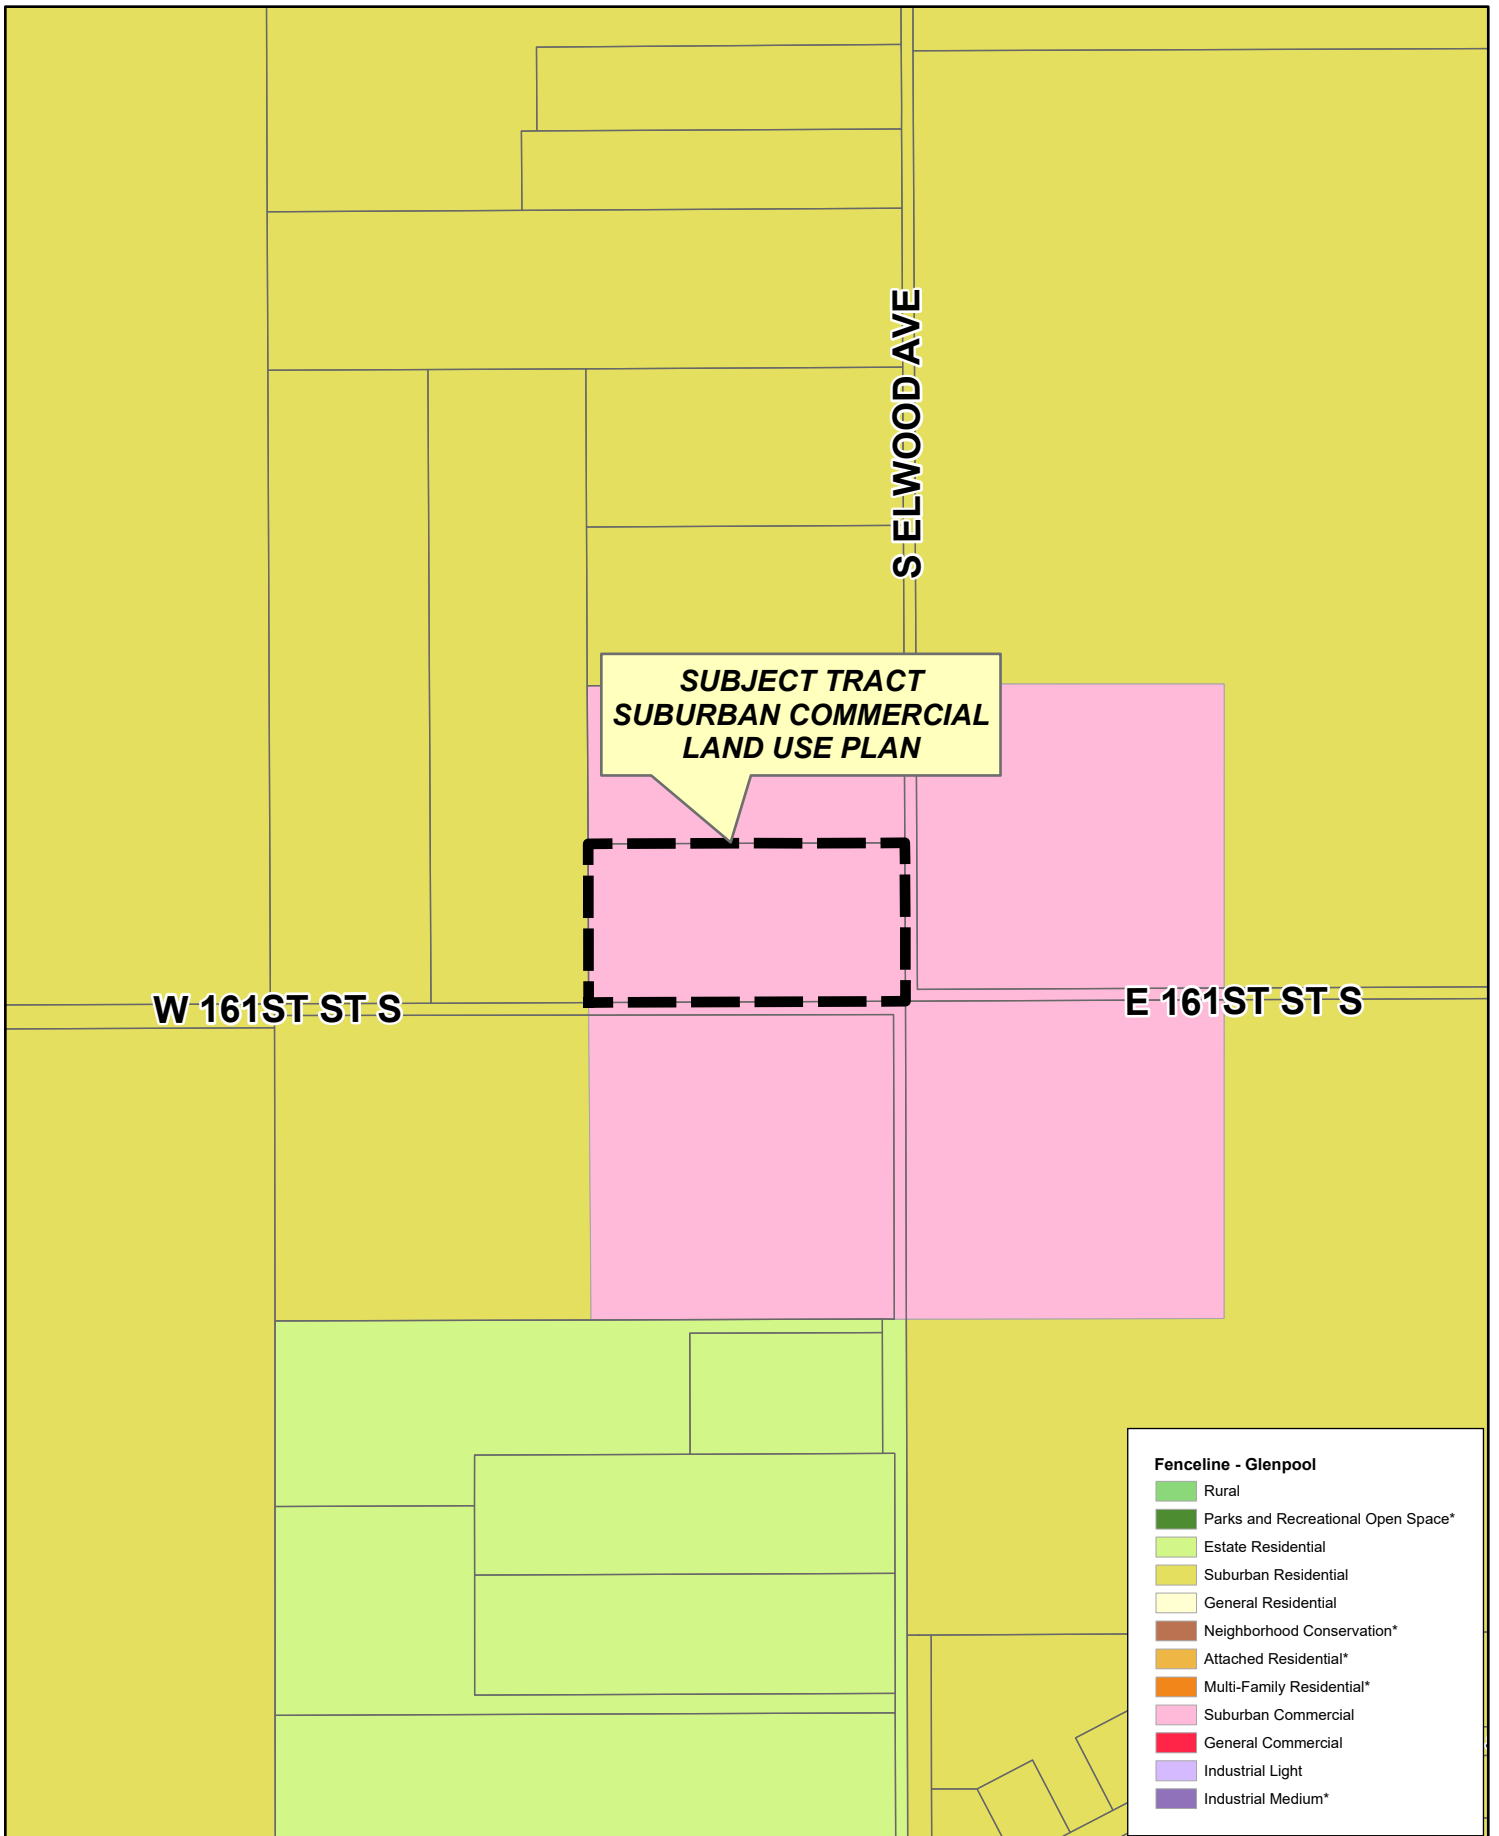 S ELWOOD AVE
SUBJECT TRACT
SUBURBAN COMMERCIAL
LAND USE PLAN
W 161ST ST S
E 161ST ST S
Fenceline - Glenpool
Rural
Parks and Recreational Open Space*
Estate Residential
Suburban Residential
General Residential
Neighborhood Conservation*
Attached Residential*
Multi-Family Residential*
Suburban Commercial
General Commercial
Industrial Light
Industrial Medium*